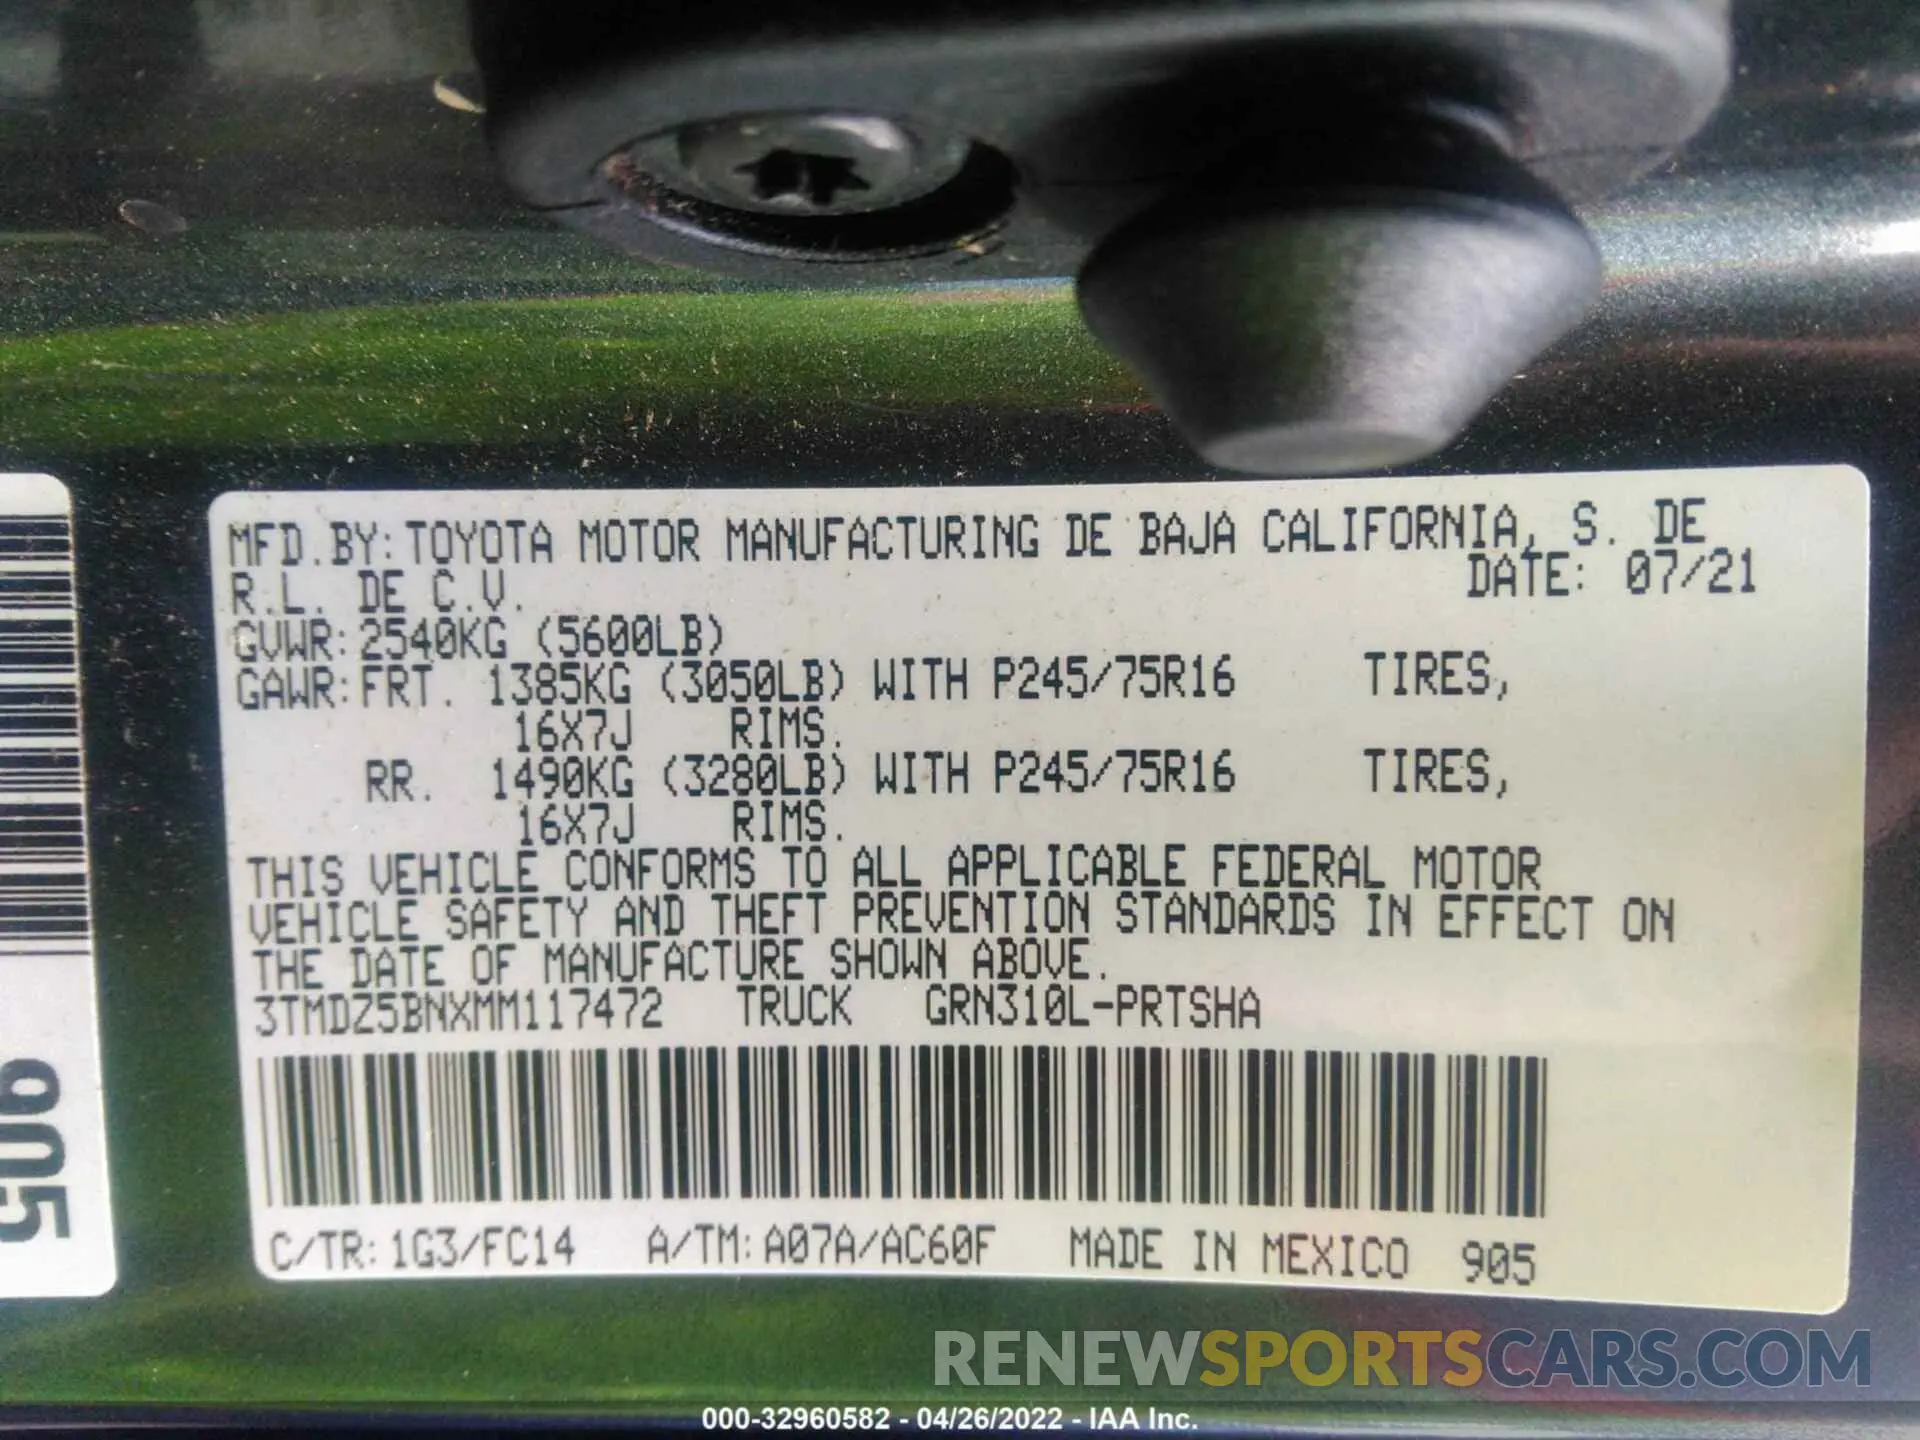 MFD.BY:TOYOTA MOTOR MANUFACTURING DE BAJA CALIFORNIA, S. DE
R.L. DE C.V. DATE: 07/21
GVWR:2540KG (5600LB)
GAWR:FRT. 1385KG (3050LB) WITH P245/75R16 TIRES,
16X7J RIMS.
RR. 1490KG (3280LB) WITH P245/75R16 TIRES,
16X7J RIMS.
THIS VEHICLE CONFORMS TO ALL APPLICABLE FEDERAL MOTOR
VEHICLE SAFETY AND THEFT PREVENTION STANDARDS IN EFFECT ON
THE DATE OF MANUFACTURE SHOWN ABOVE.
3TMDZ5BNXMM117472 TRUCK GRN310L-PRTSHA
C/TR:1G3/FC14 A/TM:A07A/AC60F MADE IN MEXICO 905
905
RENEWSPORTSCARS.COM
000-32960582 - 04/26/2022 - IAA Inc.